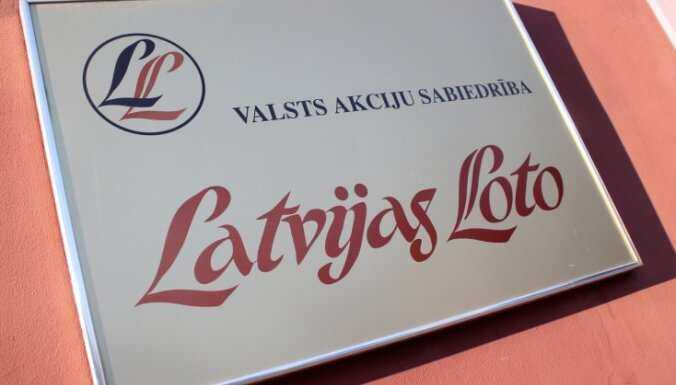 LL
VALSTS AKCIJU SABIEDRĪBA
Latvijas Loto